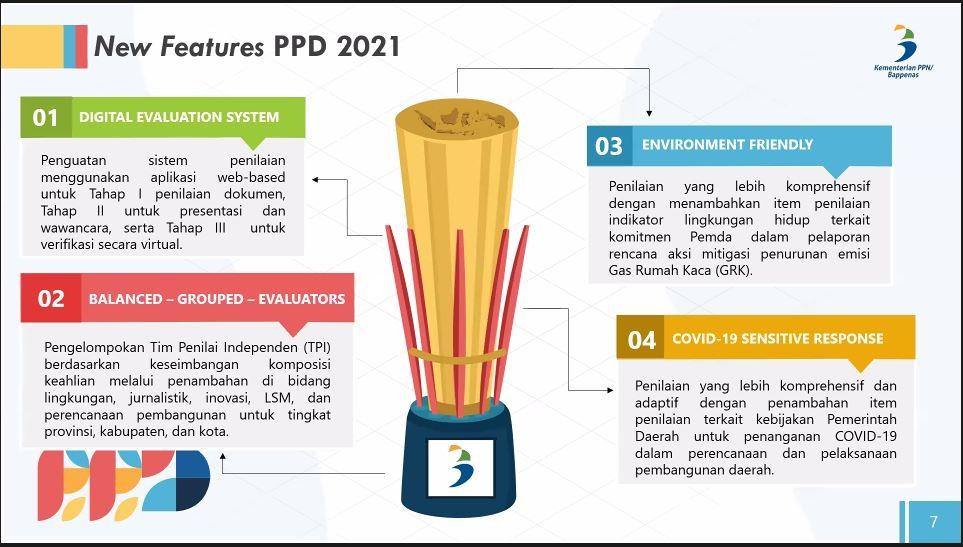 New Features PPD 2021
Kementerian PPN/
Bappenas
01 DIGITAL EVALUATION SYSTEM
Penguatan sistem penilaian
menggunakan aplikasi web-based
untuk Tahap I penilaian dokumen,
Tahap II untuk presentasi dan
wawancara, serta Tahap III untuk
verifikasi secara virtual.
02 BALANCED – GROUPED – EVALUATORS
Pengelompokan Tim Penilai Independen (TPI)
berdasarkan keseimbangan komposisi
keahlian melalui penambahan di bidang
lingkungan, jurnalistik, inovasi, LSM, dan
perencanaan pembangunan untuk tingkat
provinsi, kabupaten, dan kota.
03 ENVIRONMENT FRIENDLY
Penilaian yang lebih komprehensif
dengan menambahkan item penilaian
indikator lingkungan hidup terkait
komitmen Pemda dalam pelaporan
rencana aksi mitigasi penurunan emisi
Gas Rumah Kaca (GRK).
04 COVID-19 SENSITIVE RESPONSE
Penilaian yang lebih komprehensif dan
adaptif dengan penambahan item
penilaian terkait kebijakan Pemerintah
Daerah untuk penanganan COVID-19
dalam perencanaan dan pelaksanaan
pembangunan daerah.
PPD
7